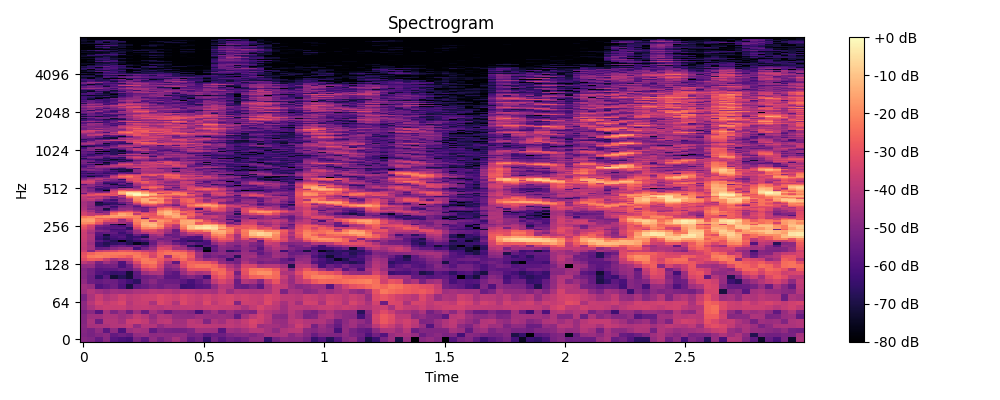 Spectrogram
Hz
4096
2048
1024
512
256
128
64
0
0
0.5
1
1.5
2
2.5
Time
+0 dB
-10 dB
-20 dB
-30 dB
-40 dB
-50 dB
-60 dB
-70 dB
-80 dB